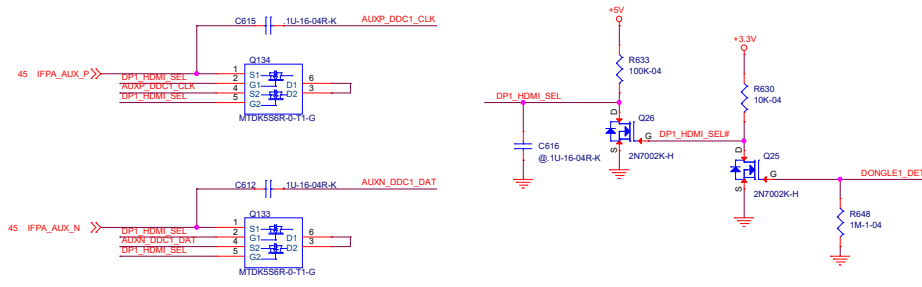 C615
.1U-16-04R-K
AUXP_DDC1_CLK
45 IFPA_AUX_P
Q134
DP1_HDMI_SEL
AUXP_DDC1_CLK
DP1_HDMI_SEL
1
2
4
5
S1
G1
S2
G2
D1
D2
6
3
MTDK5S6R-0-T1-G
C612
.1U-16-04R-K
AUXN_DDC1_DAT
45 IFPA_AUX_N
Q133
DP1_HDMI_SEL
AUXN_DDC1_DAT
DP1_HDMI_SEL
1
2
4
5
S1
G1
S2
G2
D1
D2
6
3
MTDK5S6R-0-T1-G
+5V
R633
100K-04
+3.3V
R630
10K-04
DP1_HDMI_SEL
Q26
D
G
S
2N7002K-H
DP1_HDMI_SEL#
C616
@.1U-16-04R-K
Q25
D
G
S
2N7002K-H
DONGLE1_DET
R648
1M-1-04